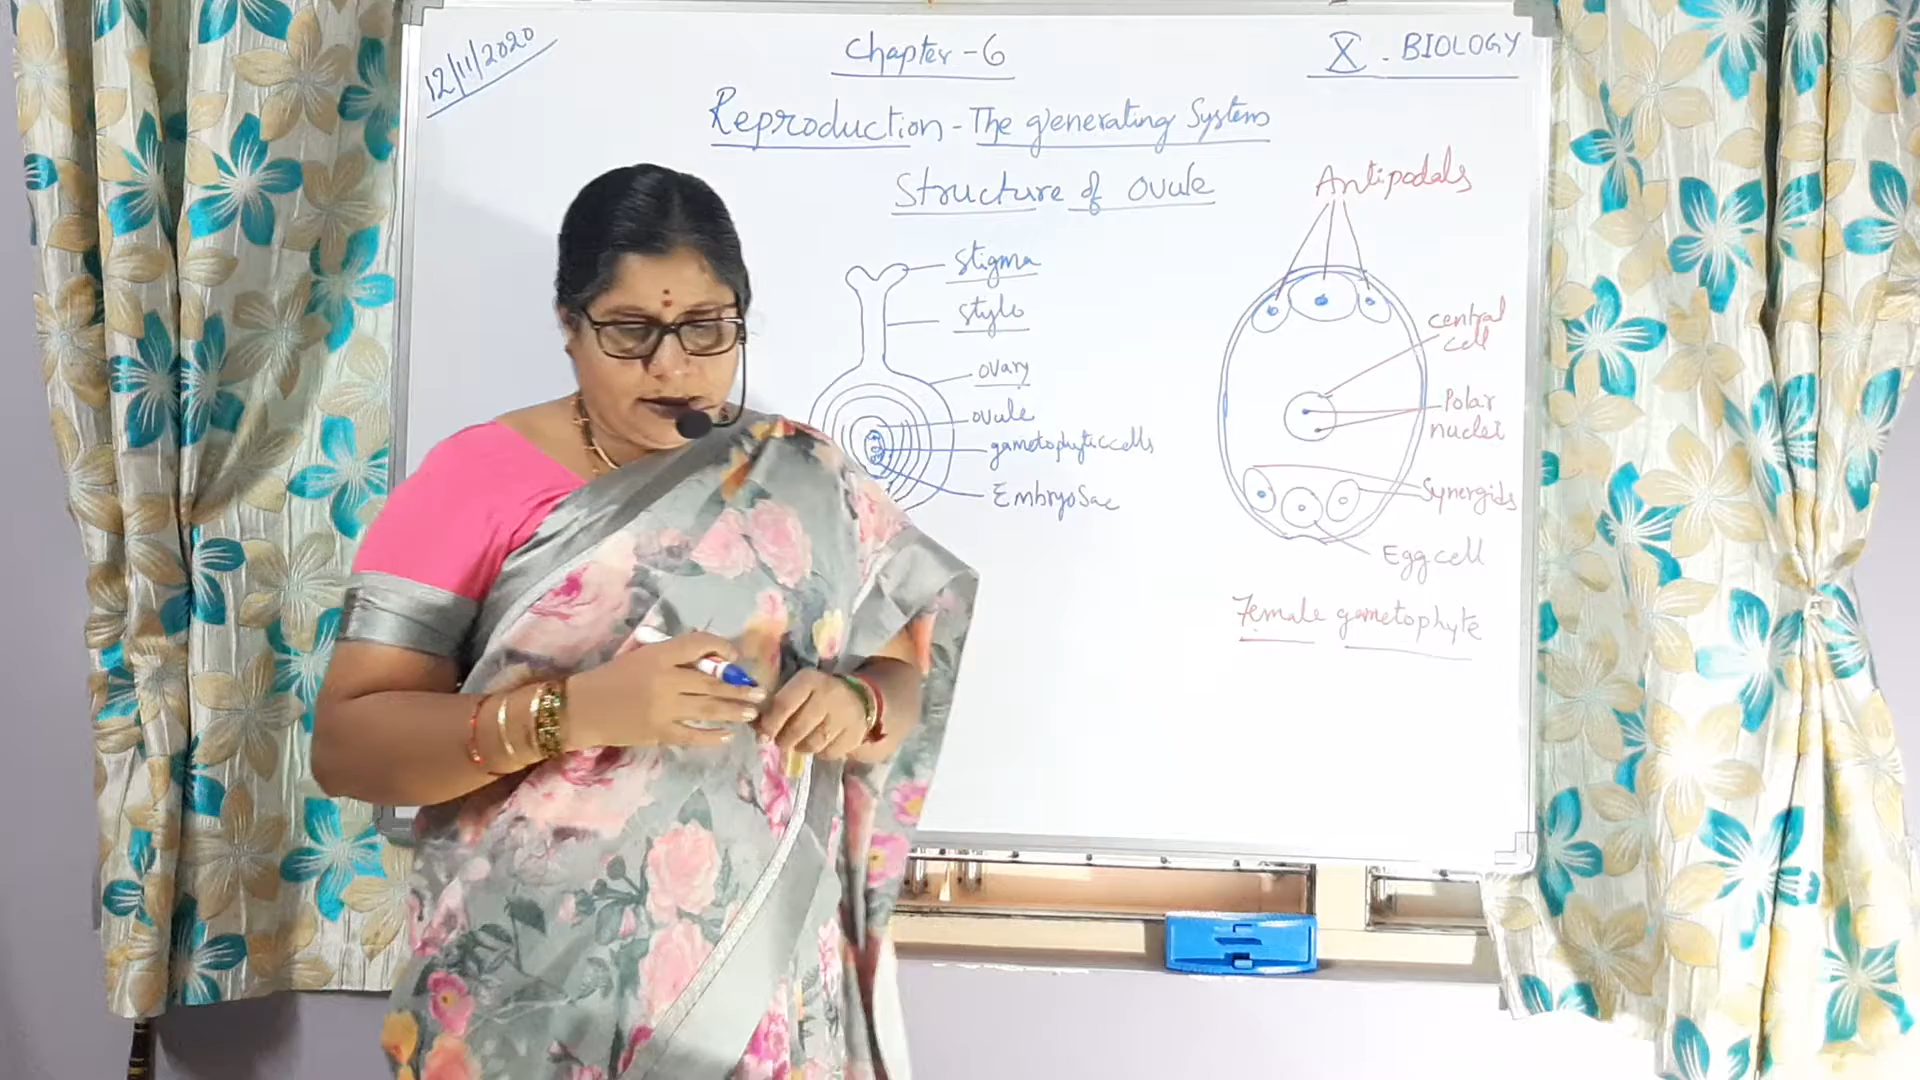 12/11/2020
Chapter - 6
X . BIOLOGY
Reproduction - The generating System
Structure of ovule
Stigma
style
ovary
ovule
gametophytic cells
Embryo Sac
Antipodals
central
cell
Polar
nuclei
Synergids
Egg cell
Female gametophyte